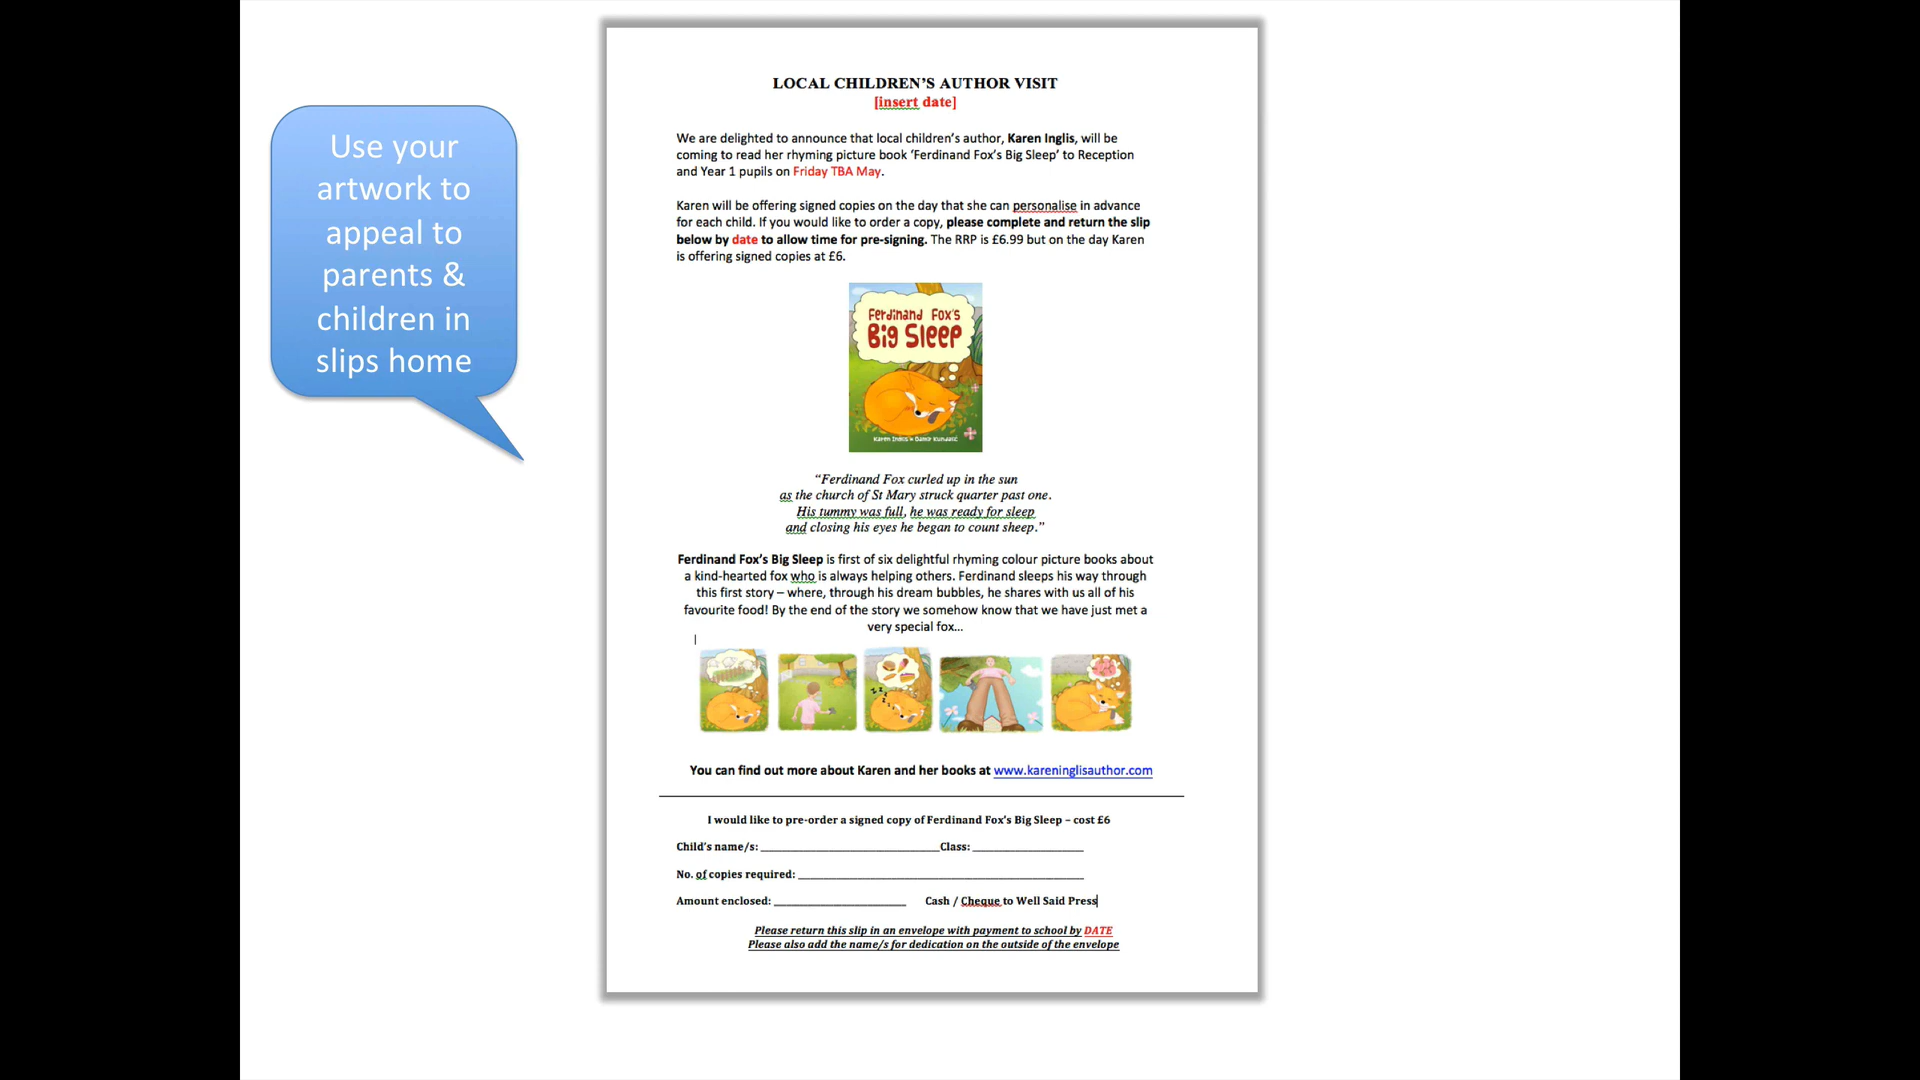 Use your
artwork to
appeal to
parents &
children in
slips home
LOCAL CHILDREN'S AUTHOR VISIT
[insert date]
We are delighted to announce that local children's author, Karen Inglis, will be
coming to read her rhyming picture book 'Ferdinand Fox's Big Sleep' to Reception
and Year 1 pupils on Friday TBA May.
Karen will be offering signed copies on the day that she can personalise in advance
for each child. If you would like to order a copy, please complete and return the slip
below by date to allow time for pre-signing. The RRP is £6.99 but on the day Karen
is offering signed copies at £6.
Ferdinand Fox's
Big Sleep
Karen Inglis
"Ferdinand Fox curled up in the sun
as the church of St Mary struck quarter past one.
His tummy was full, he was ready for sleep
and closing his eyes he began to count sheep."
Ferdinand Fox's Big Sleep is first of six delightful rhyming colour picture books about
a kind-hearted fox who is always helping others. Ferdinand sleeps his way through
this first story – where, through his dream bubbles, he shares with us all of his
favourite food! By the end of the story we somehow know that we have just met a
very special fox...
You can find out more about Karen and her books at www.kareninglisauthor.com
I would like to pre-order a signed copy of Ferdinand Fox's Big Sleep – cost £6
Child's name/s: ______________________________Class: ___________________
No. of copies required: ________________________________________________
Amount enclosed: ______________________ Cash / Cheque to Well Said Press
Please return this slip in an envelope with payment to school by DATE
Please also add the name/s for dedication on the outside of the envelope